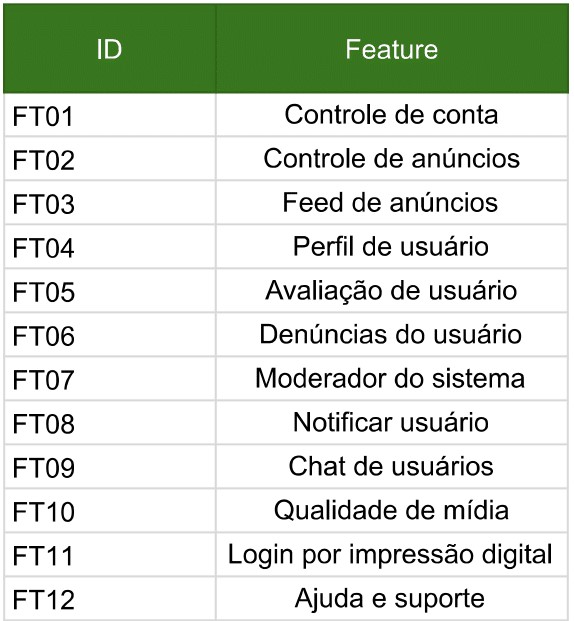 ID Feature
FT01 Controle de conta
FT02 Controle de anúncios
FT03 Feed de anúncios
FT04 Perfil de usuário
FT05 Avaliação de usuário
FT06 Denúncias do usuário
FT07 Moderador do sistema
FT08 Notificar usuário
FT09 Chat de usuários
FT10 Qualidade de mídia
FT11 Login por impressão digital
FT12 Ajuda e suporte